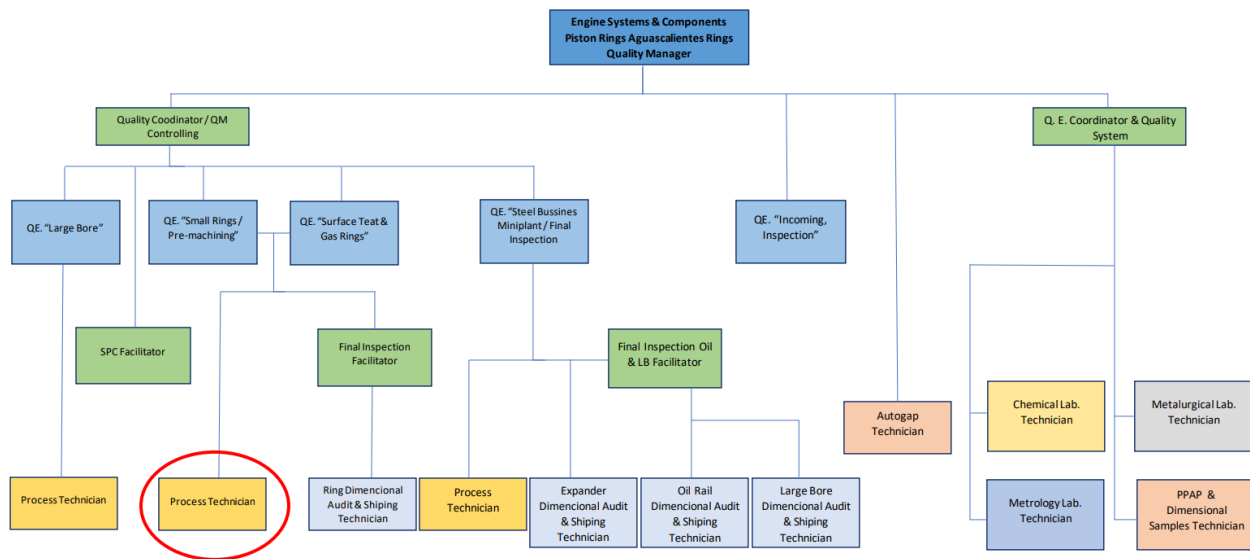 Engine Systems & Components
Piston Rings Aguascalientes Rings
Quality Manager
Quality Coodinator / QM
Controlling
Q. E. Coordinator & Quality
System
QE. “Large Bore”
QE. “Small Rings /
Pre-machining”
QE. “Surface Teat &
Gas Rings”
QE. “Steel Bussines
Miniplant / Final
Inspection
QE. “Incoming,
Inspection”
SPC Facilitator
Final Inspection
Facilitator
Final Inspection Oil
& LB Facilitator
Autogap
Technician
Chemical Lab.
Technician
Metalurgical Lab.
Technician
Process Technician
Process Technician
Ring Dimencional
Audit & Shiping
Technician
Process
Technician
Expander
Dimencional Audit
& Shiping
Technician
Oil Rail
Dimencional Audit
& Shiping
Technician
Large Bore
Dimencional Audit
& Shiping
Technician
Metrology Lab.
Technician
PPAP &
Dimensional
Samples Technician